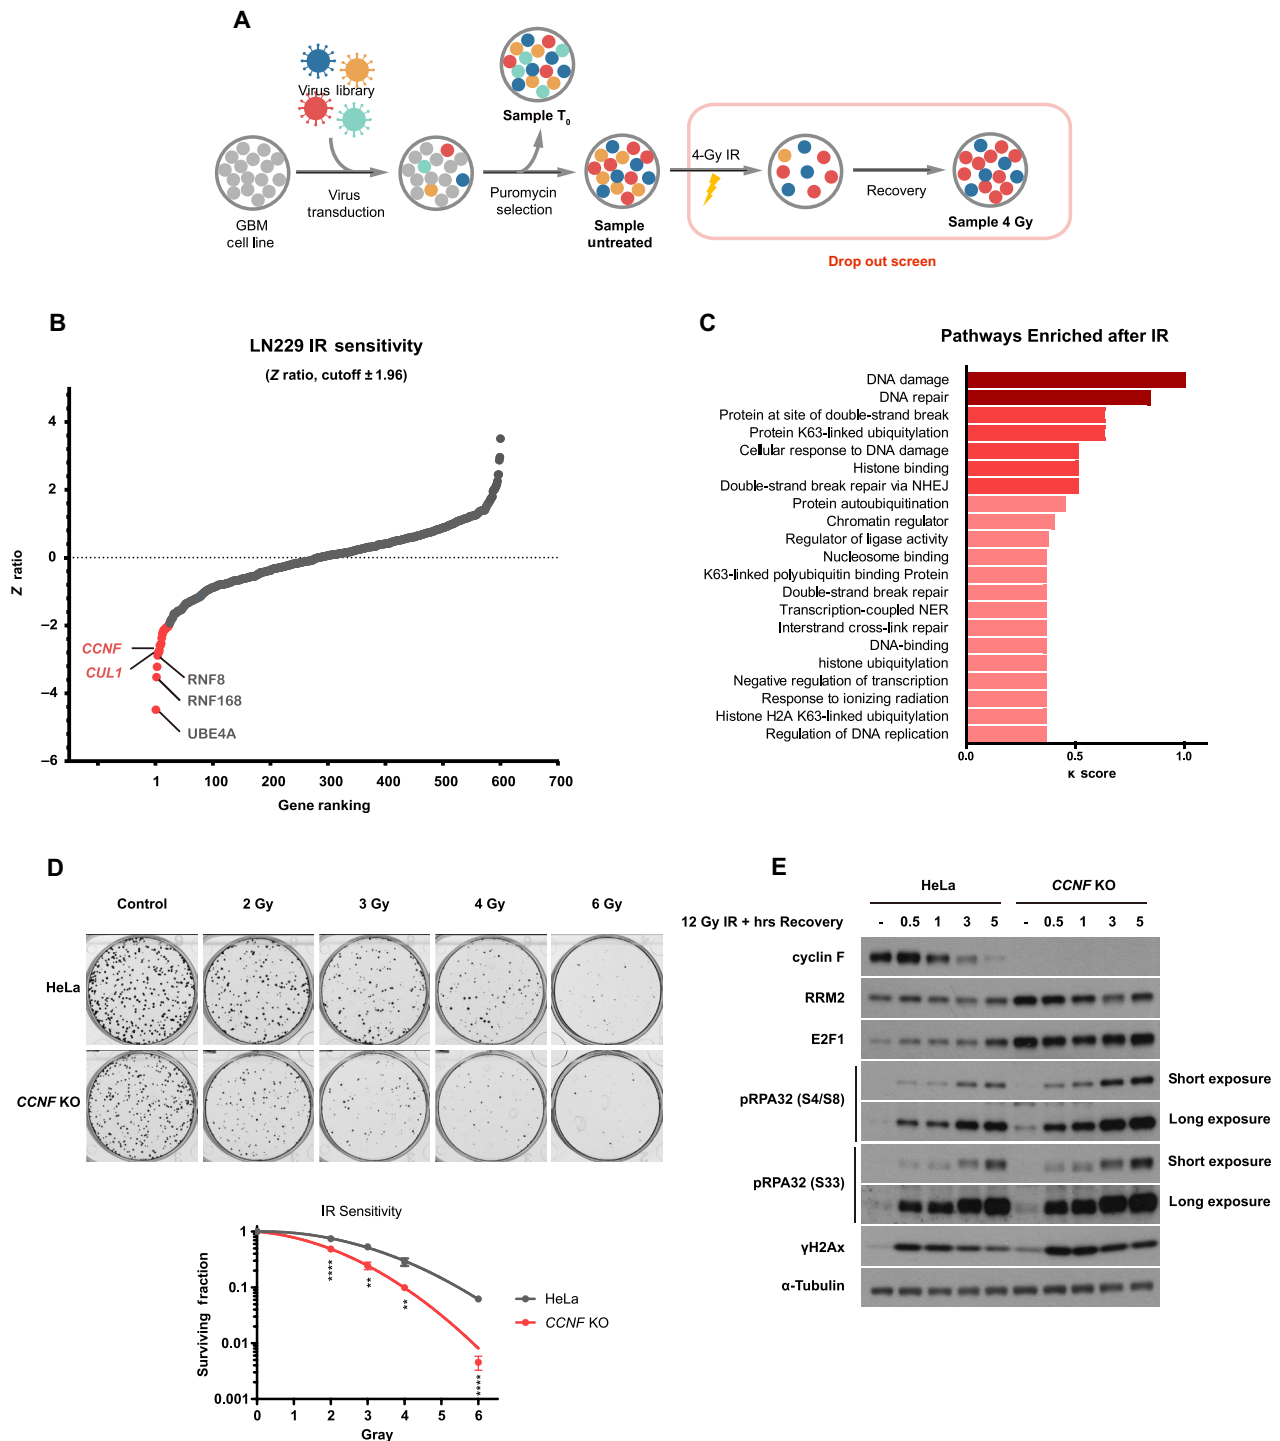 A
Virus library
Sample T0
4-Gy IR
GBM
cell line
Virus
transduction
Puromycin
selection
Sample
untreated
Recovery
Sample 4 Gy
Drop out screen
B
LN229 IR sensitivity
(Z ratio, cutoff ± 1.96)
Z ratio
4
2
0
−2
−4
−6
CCNF
CUL1
RNF8
RNF168
UBE4A
1
100
200
300
400
500
600
700
Gene ranking
C
Pathways Enriched after IR
DNA damage
DNA repair
Protein at site of double-strand break
Protein K63-linked ubiquitylation
Cellular response to DNA damage
Histone binding
Double-strand break repair via NHEJ
Protein autoubiquitination
Chromatin regulator
Regulator of ligase activity
Nucleosome binding
K63-linked polyubiquitin binding Protein
Double-strand break repair
Transcription-coupled NER
Interstrand cross-link repair
DNA-binding
histone ubiquitylation
Negative regulation of transcription
Response to ionizing radiation
Histone H2A K63-linked ubiquitylation
Regulation of DNA replication
0.0
0.5
1.0
κ score
D
Control
2 Gy
3 Gy
4 Gy
6 Gy
HeLa
CCNF KO
IR Sensitivity
Surviving fraction
1
0.1
0.01
0.001
****
**
**
****
HeLa
CCNF KO
0
1
2
3
4
5
6
Gray
E
HeLa
CCNF KO
12 Gy IR + hrs Recovery
- 0.5 1 3 5
- 0.5 1 3 5
cyclin F
RRM2
E2F1
pRPA32 (S4/S8)
Short exposure
Long exposure
pRPA32 (S33)
Short exposure
Long exposure
γH2Ax
α-Tubulin